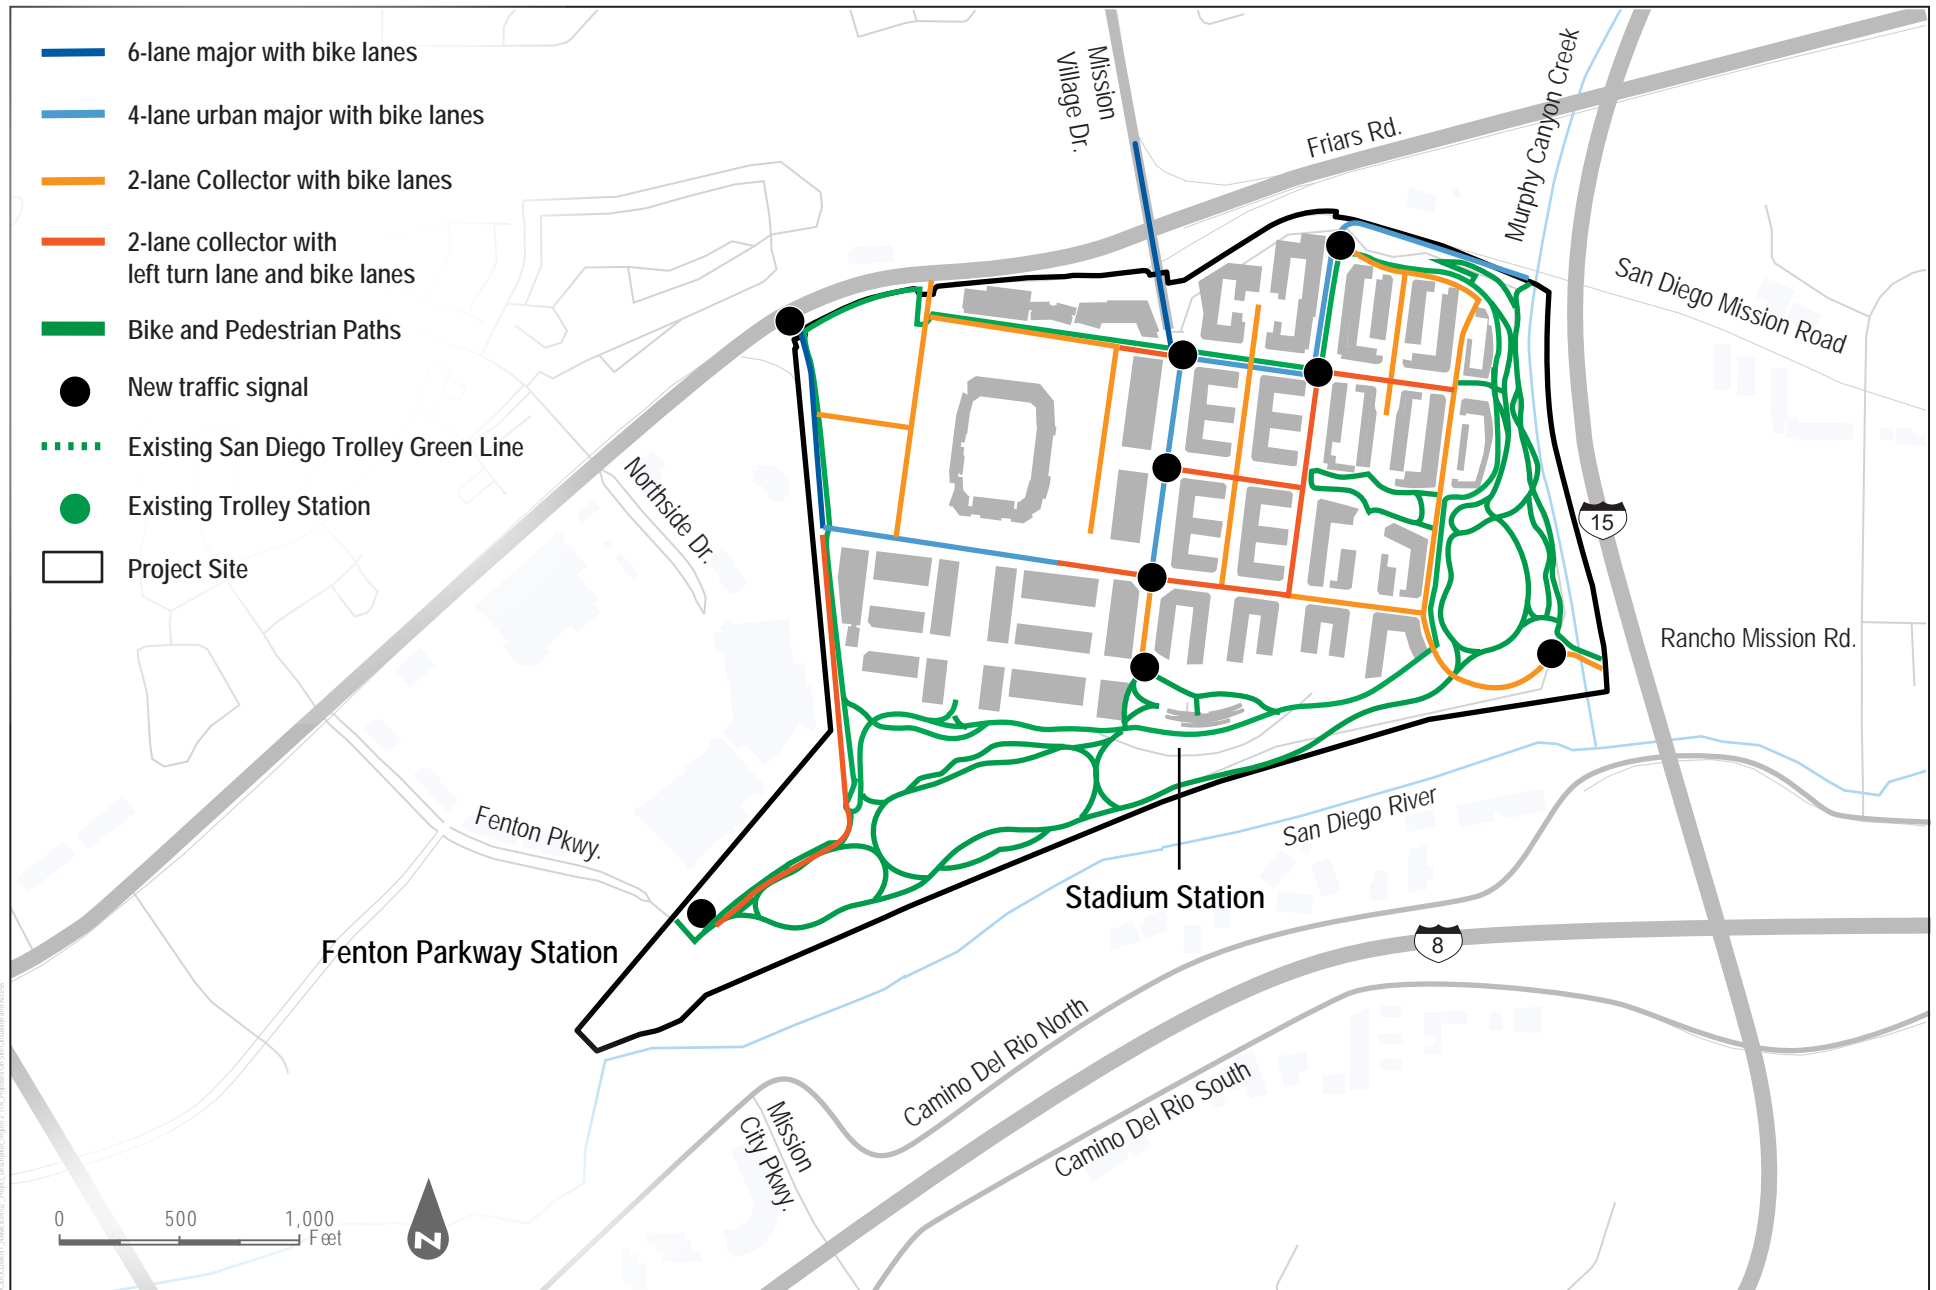 6-lane major with bike lanes
4-lane urban major with bike lanes
2-lane Collector with bike lanes
2-lane collector with
left turn lane and bike lanes
Bike and Pedestrian Paths
New traffic signal
Existing San Diego Trolley Green Line
Existing Trolley Station
Project Site
Mission
Village Dr.
Friars Rd.
Murphy Canyon Creek
San Diego Mission Road
15
Rancho Mission Rd.
Northside Dr.
Fenton Pkwy.
Fenton Parkway Station
Stadium Station
San Diego River
8
Camino Del Rio North
Camino Del Rio South
Mission
City Pkwy.
0 500 1,000
Feet
N